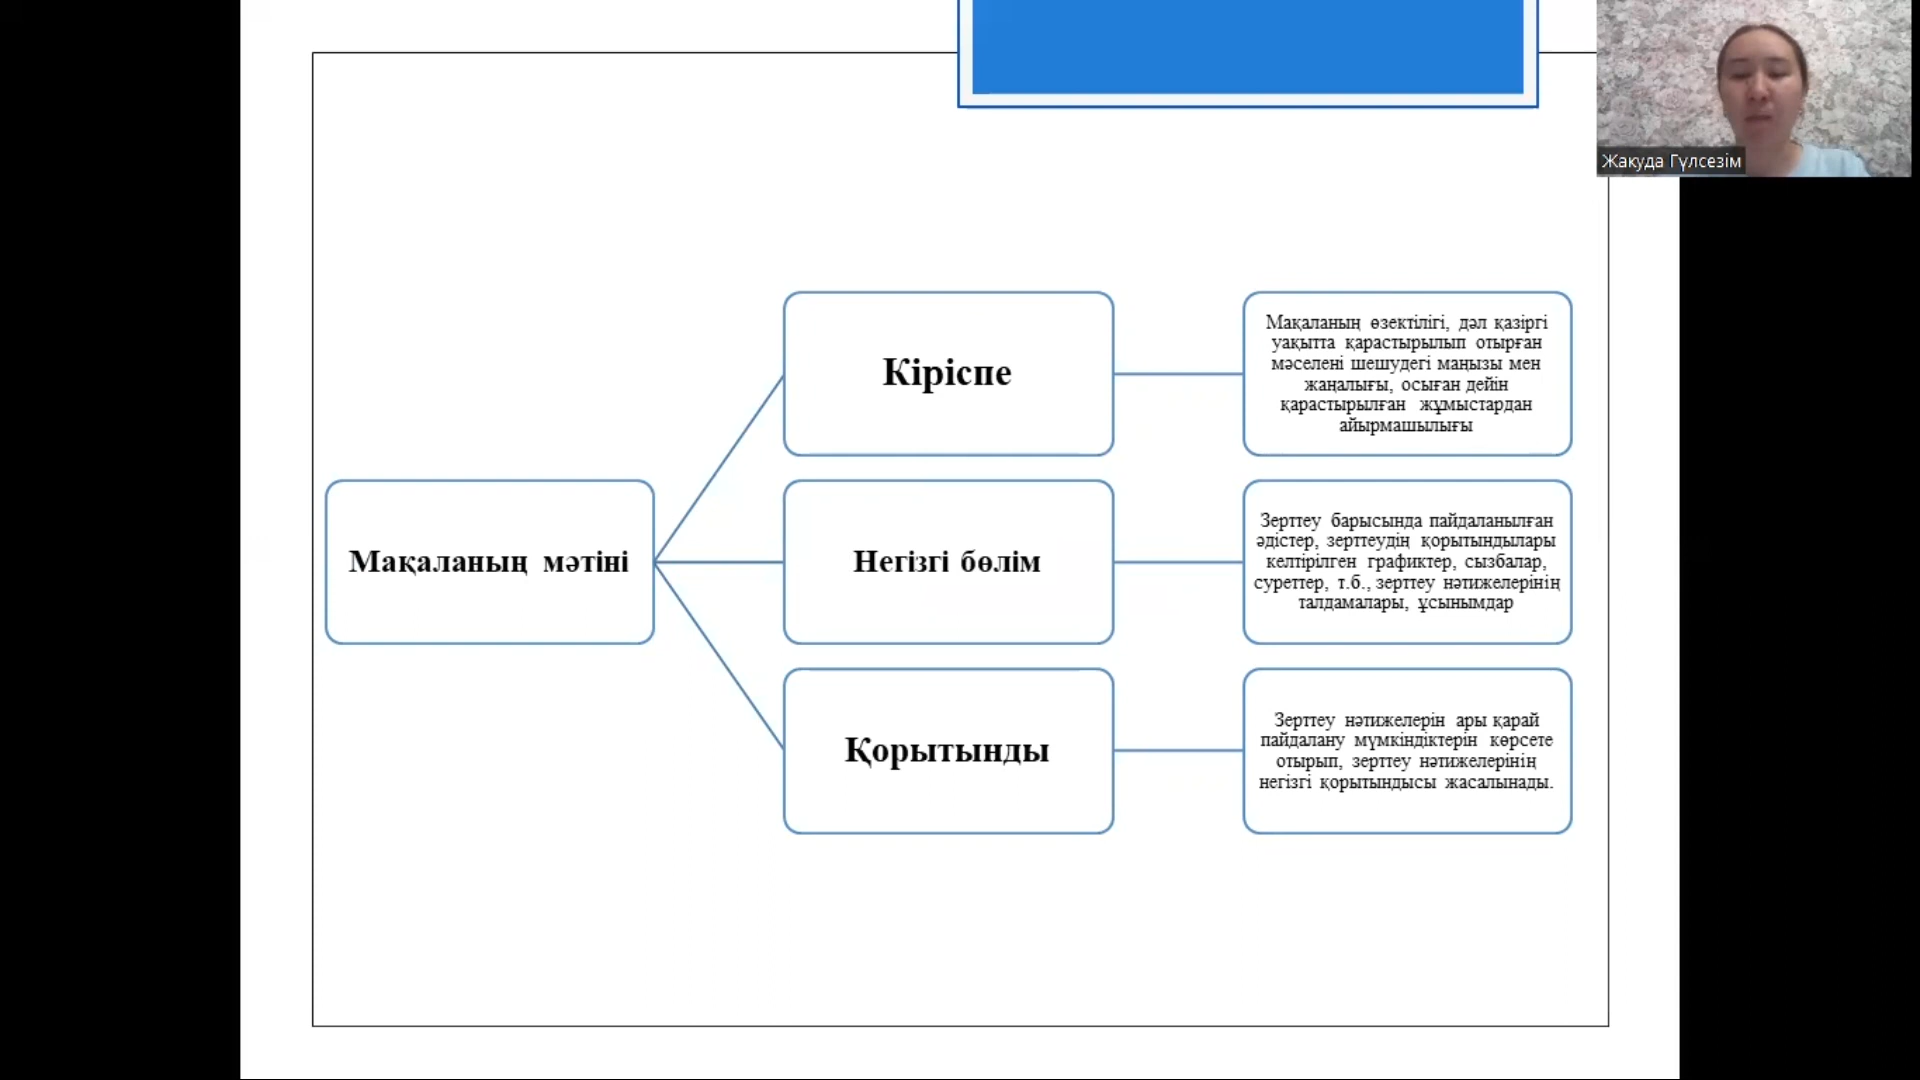 Жакуда Гүлсезім
Мақаланың мәтіні
Кіріспе
Мақаланың өзектілігі, дәл қазіргі
уақытта қарастырылып отырған
мәселені шешудегі маңызы мен
жаңалығы, осыған дейін
қарастырылған жұмыстардан
айырмашылығы
Негізгі бөлім
Зерттеу барысында пайдаланылған
әдістер, зерттеудің қорытындылары
келтірілген графиктер, сызбалар,
суреттер, т.б., зерттеу нәтижелерінің
талдамалары, ұсынымдар
Қорытынды
Зерттеу нәтижелерін ары қарай
пайдалану мүмкіндіктерін көрсете
отырып, зерттеу нәтижелерінің
негізгі қорытындысы жасалынады.